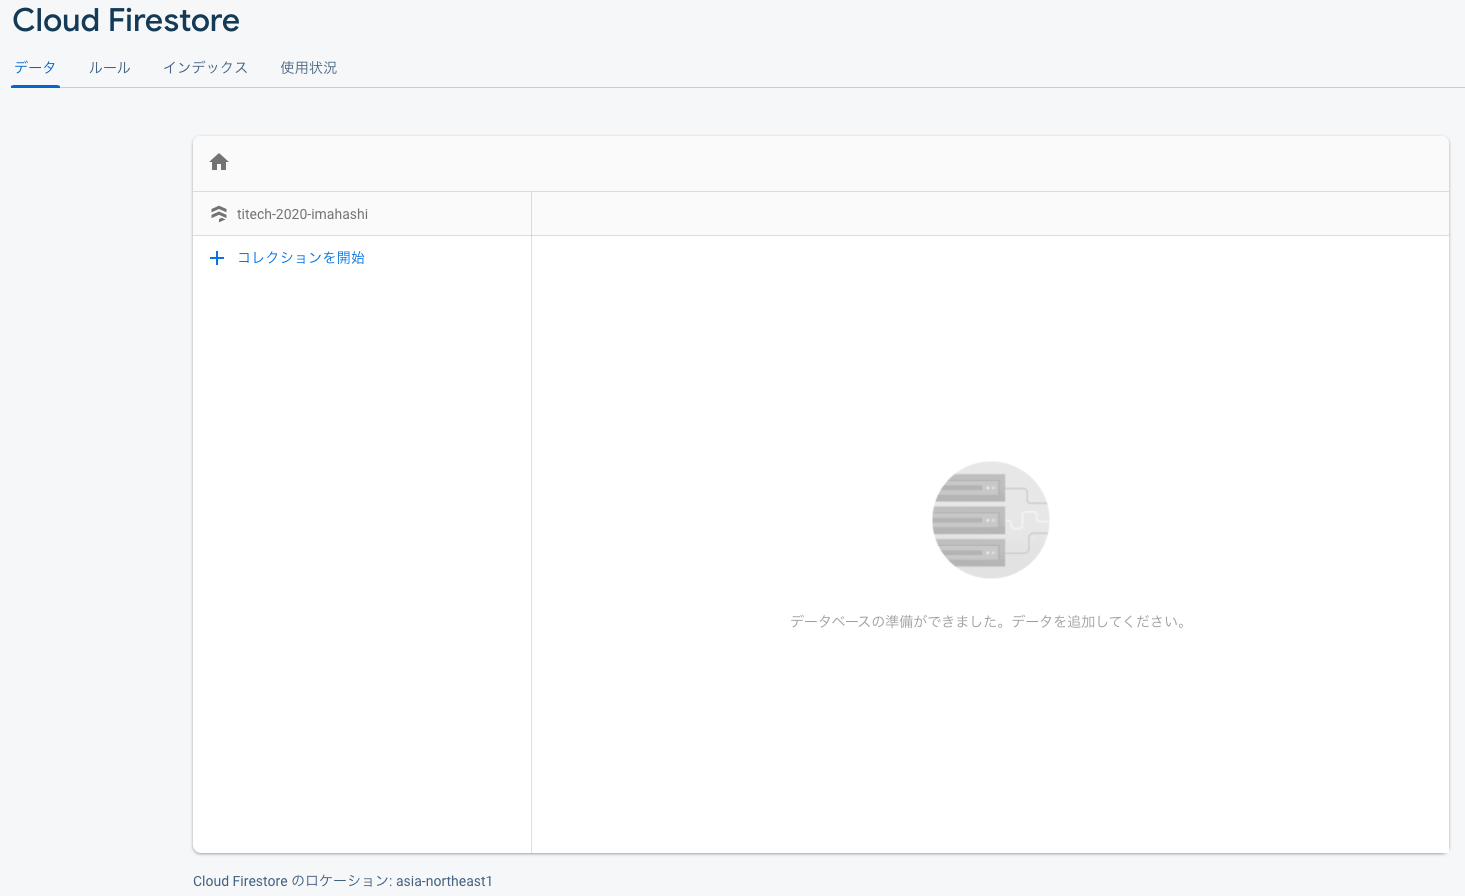 Cloud Firestore
データ ルール インデックス 使用状況
titech-2020-imahashi
コレクションを開始
データベースの準備ができました。データを追加してください。
Cloud Firestore のロケーション: asia-northeast1